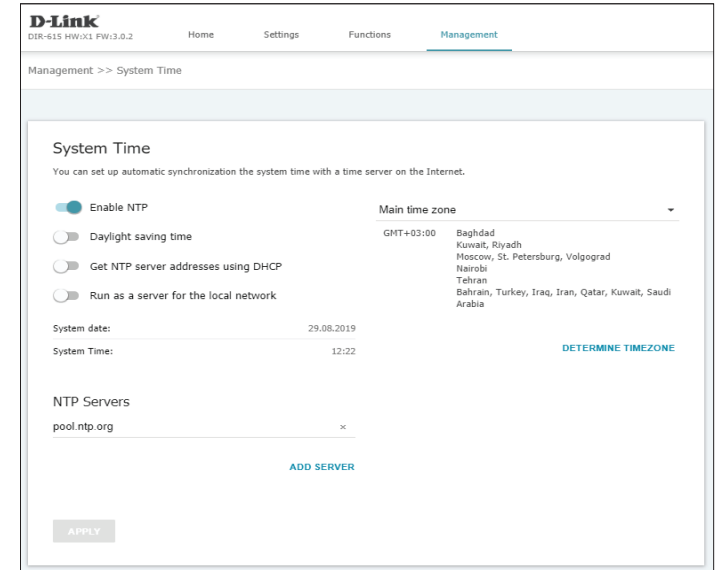 D-Link
DIR-615 HW:X1 FW:3.0.2
Home
Settings
Functions
Management
Management >> System Time
System Time
You can set up automatic synchronization the system time with a time server on the Internet.
Enable NTP
Daylight saving time
Get NTP server addresses using DHCP
Run as a server for the local network
System date: 29.08.2019
System Time: 12:22
NTP Servers
pool.ntp.org ×
ADD SERVER
APPLY
Main time zone
GMT+03:00 Baghdad
Kuwait, Riyadh
Moscow, St. Petersburg, Volgograd
Nairobi
Tehran
Bahrain, Turkey, Iraq, Iran, Qatar, Kuwait, Saudi
Arabia
DETERMINE TIMEZONE